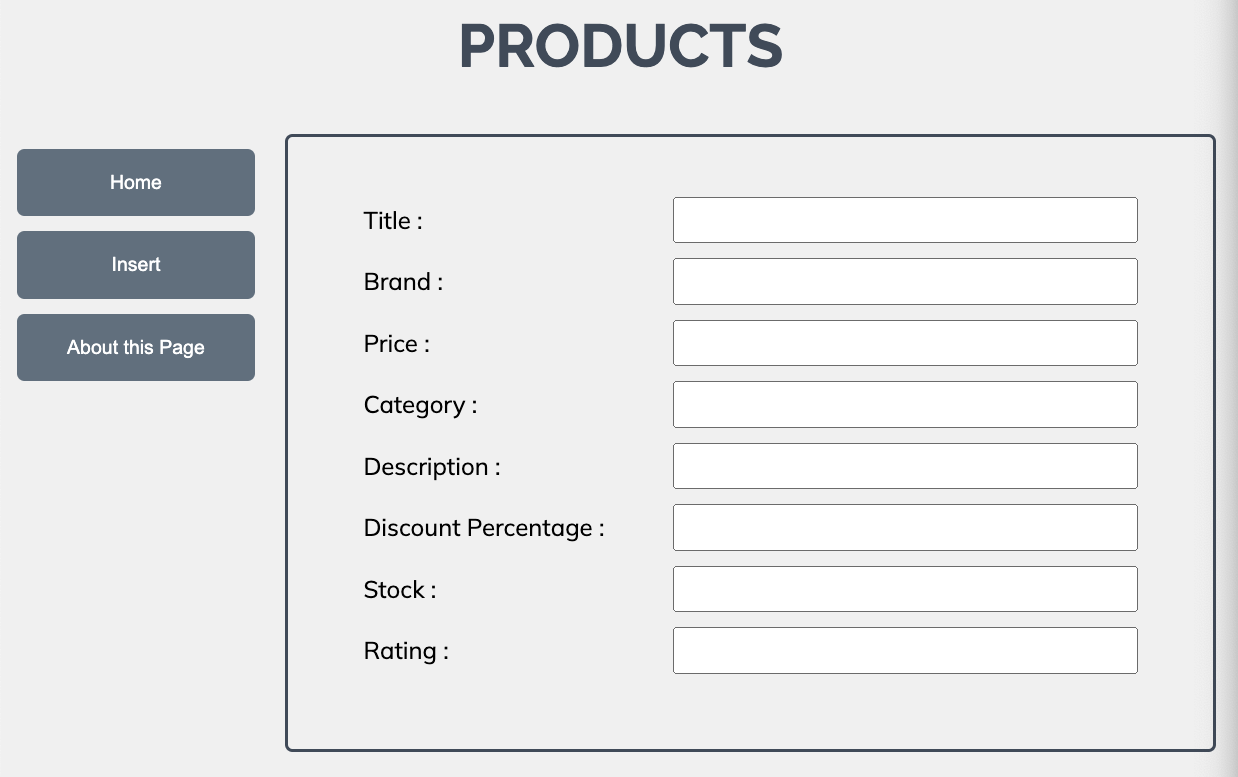 PRODUCTS
Home
Insert
About this Page
Title :
Brand :
Price :
Category :
Description :
Discount Percentage :
Stock :
Rating :